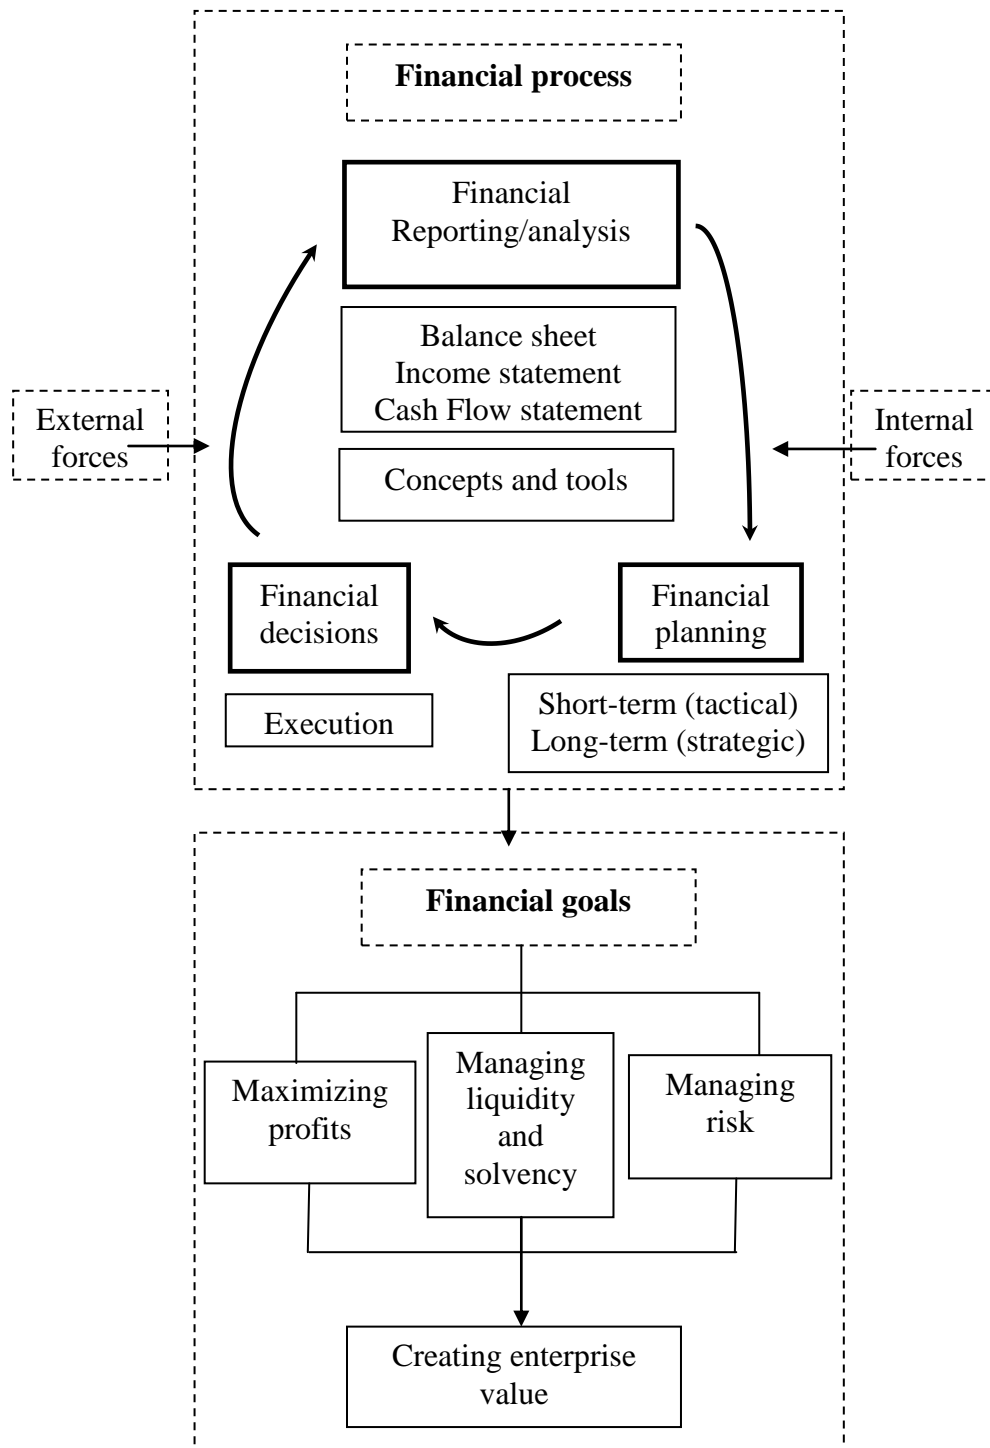 Financial process
Financial
Reporting/analysis
Balance sheet
Income statement
Cash Flow statement
External
forces
Internal
forces
Concepts and tools
Financial
decisions
Financial
planning
Execution
Short-term (tactical)
Long-term (strategic)
Financial goals
Maximizing
profits
Managing
liquidity
and
solvency
Managing
risk
Creating enterprise
value